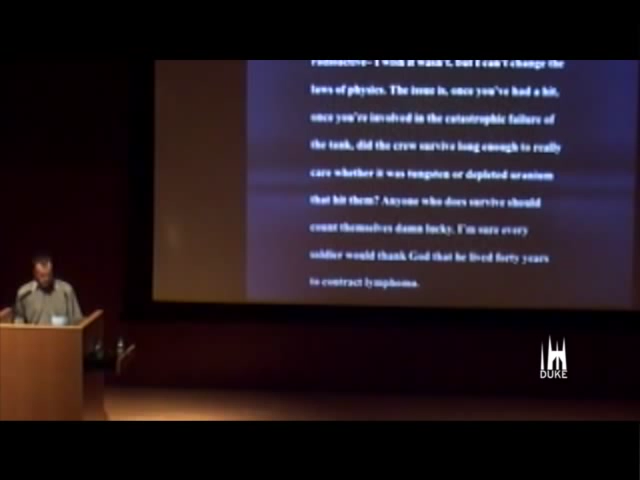 radioactive– I wish it wasn't, but I can't change the
laws of physics. The issue is, once you've had a hit,
once you're involved in the catastrophic failure of
the tank, did the crew survive long enough to really
care whether it was tungsten or depleted uranium
that hit them? Anyone who does survive should
count themselves damn lucky. I'm sure every
soldier would thank God that he lived forty years
to contract lymphoma.
DUKE